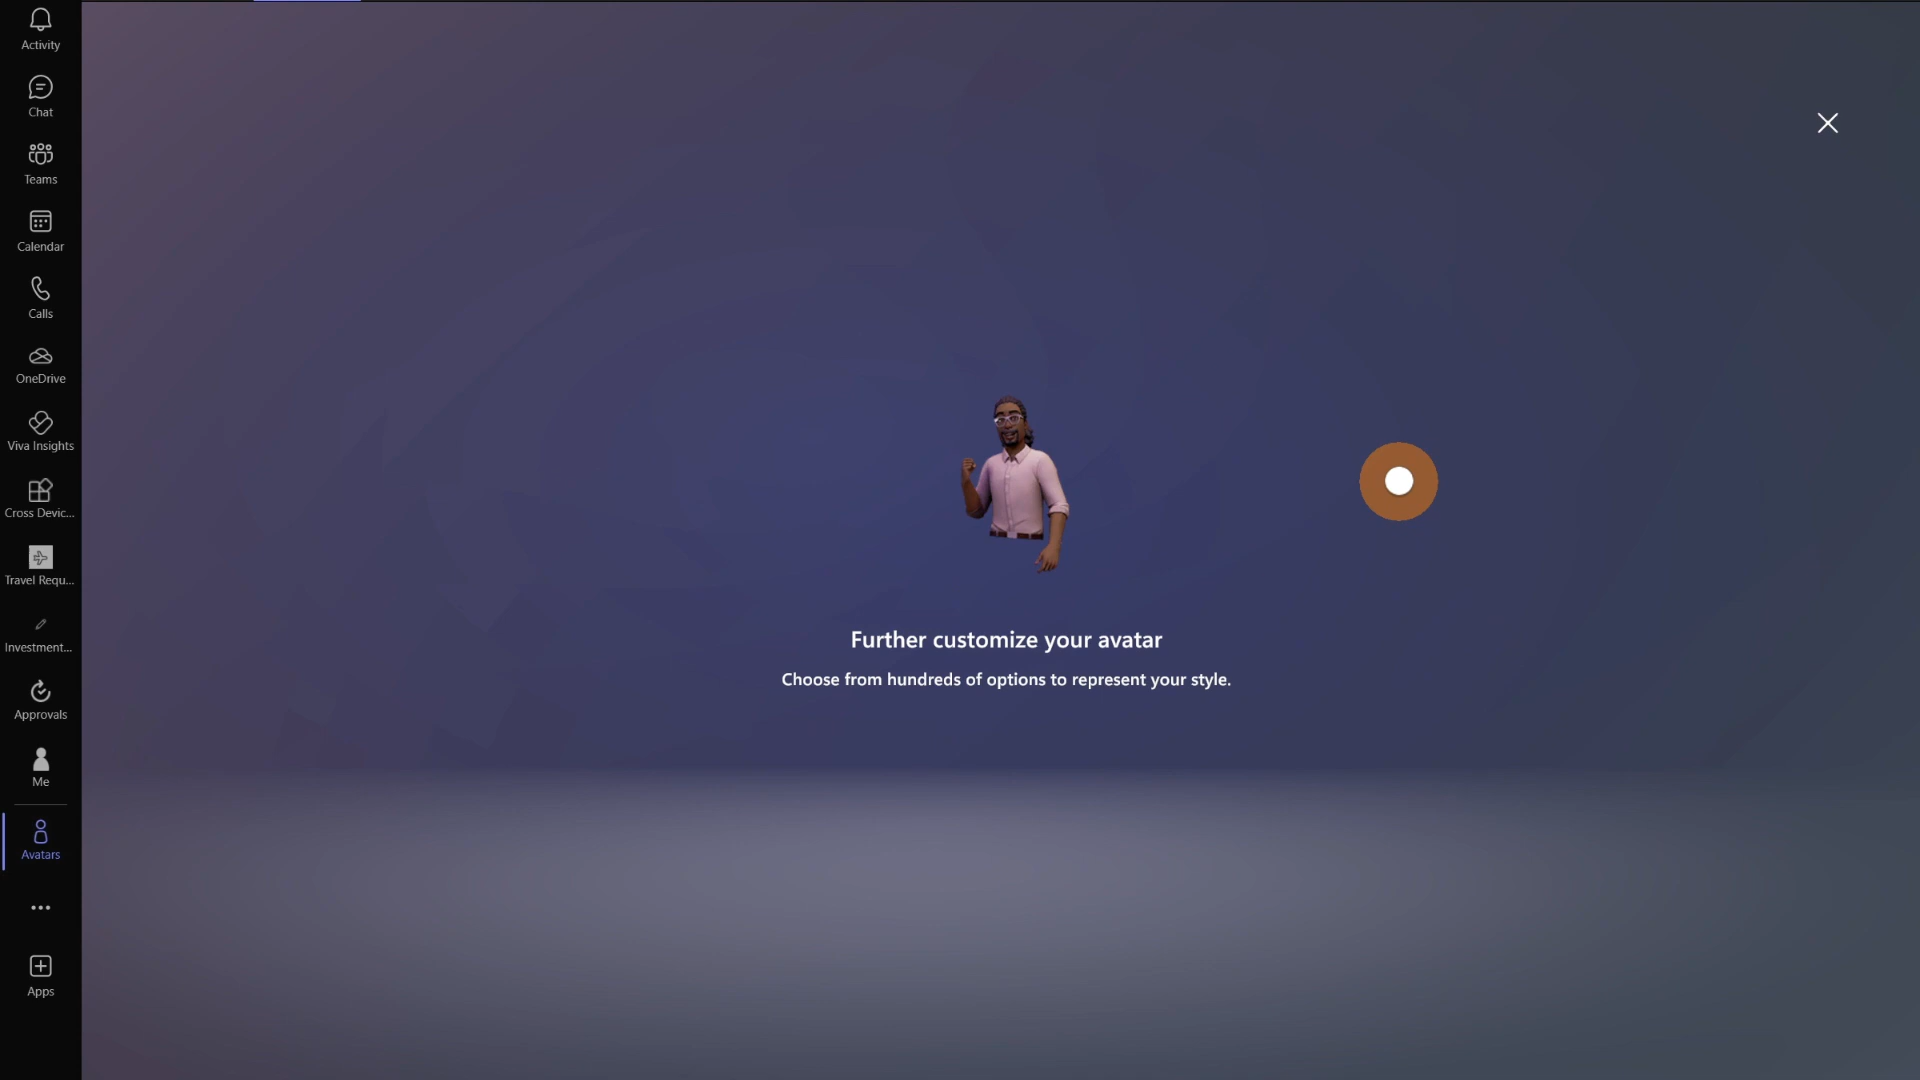 Activity
Chat
Teams
Calendar
Calls
OneDrive
Viva Insights
Cross Devic...
Travel Requ...
Investment...
Approvals
Me
Avatars
Apps
Further customize your avatar
Choose from hundreds of options to represent your style.